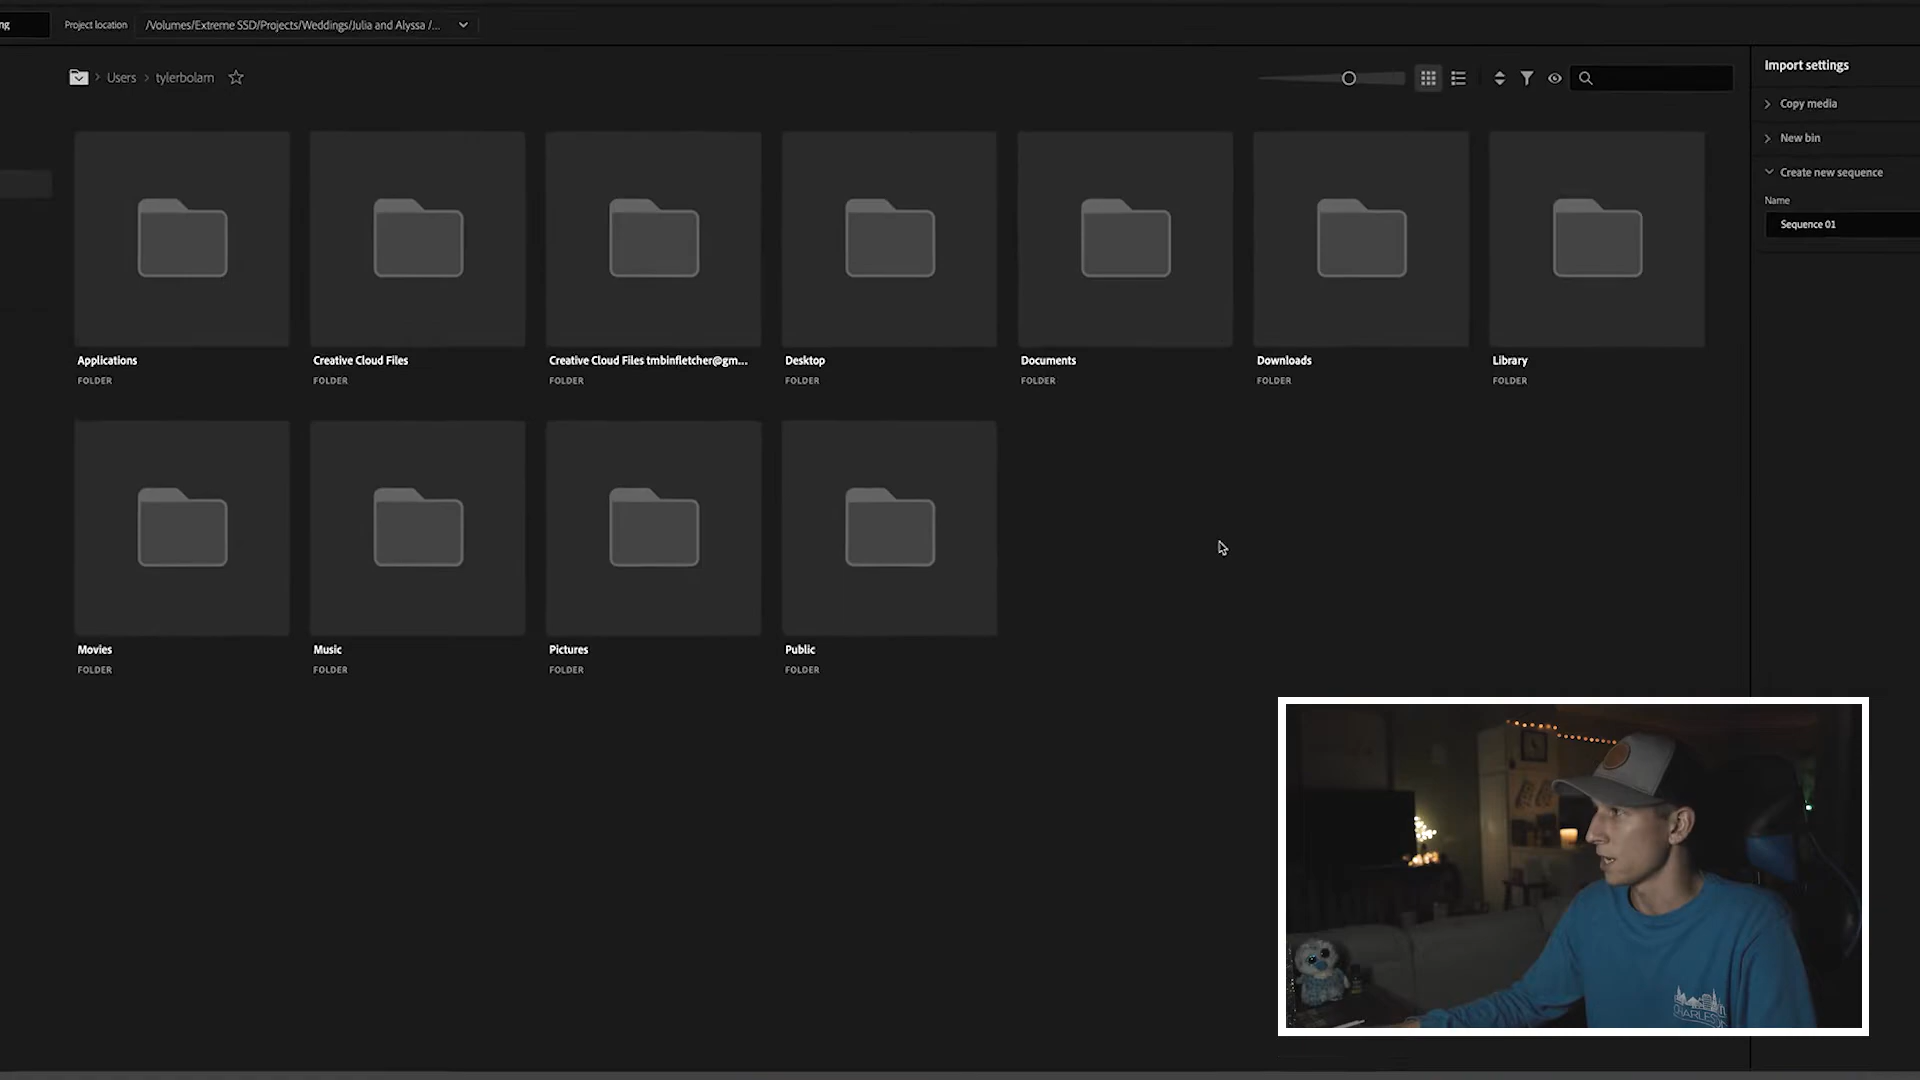 ng
Project location
/Volumes/Extreme SSD/Projects/Weddings/Julia and Alyssa /...
Users
tylerbolam
Import settings
Copy media
New bin
Create new sequence
Name
Sequence 01
Applications
FOLDER
Creative Cloud Files
FOLDER
Creative Cloud Files tmbinfletcher@gm...
FOLDER
Desktop
FOLDER
Documents
FOLDER
Downloads
FOLDER
Library
FOLDER
Movies
FOLDER
Music
FOLDER
Pictures
FOLDER
Public
FOLDER